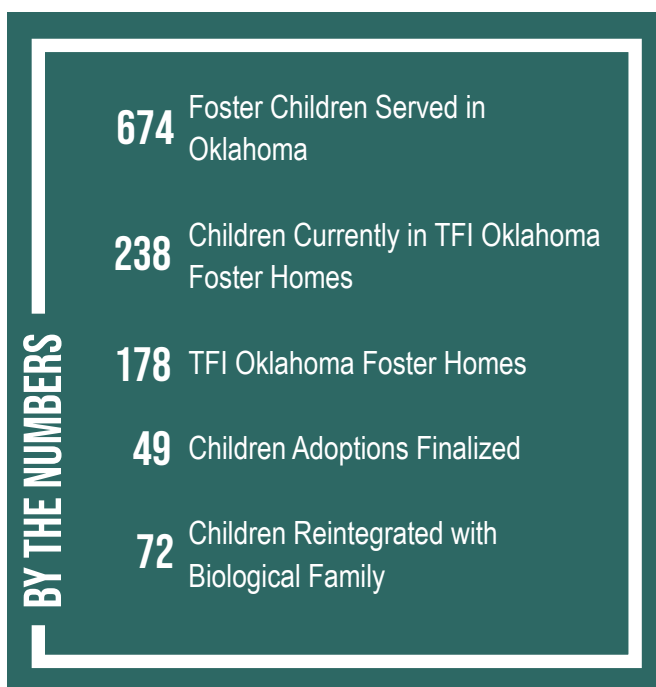 BY THE NUMBERS
674 Foster Children Served in
Oklahoma
238 Children Currently in TFI Oklahoma
Foster Homes
178 TFI Oklahoma Foster Homes
49 Children Adoptions Finalized
72 Children Reintegrated with
Biological Family